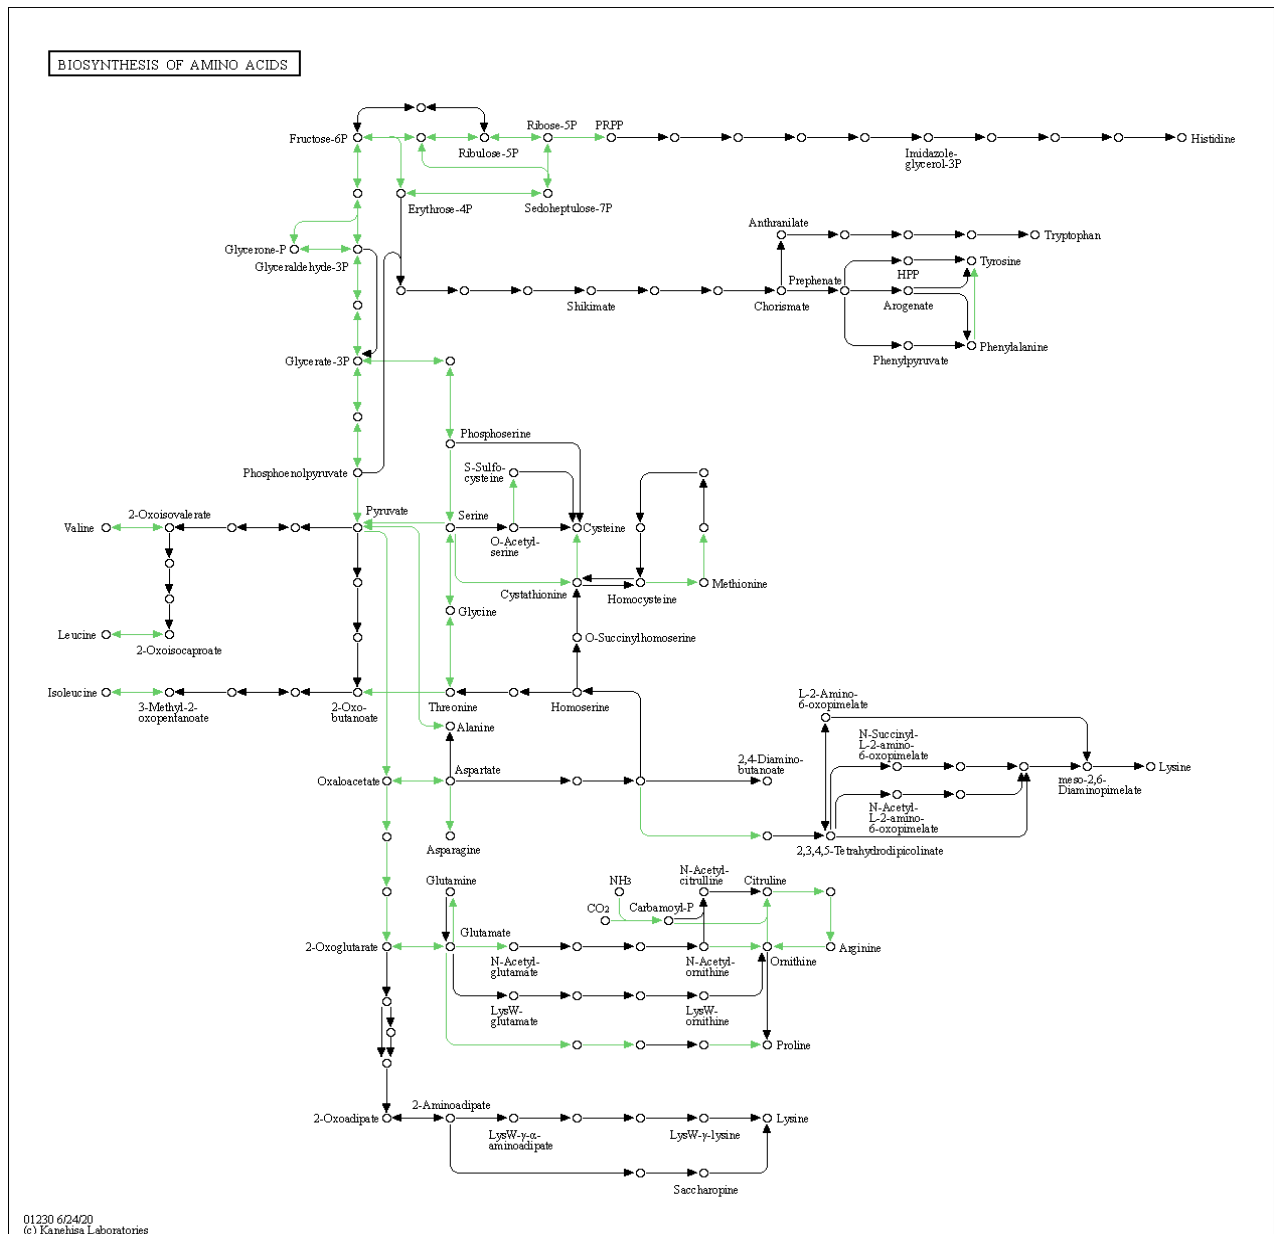 BIOSYNTHESIS OF AMINO ACIDS
Fructose-6P
Ribulose-5P
Ribose-5P
PRPP
Imidazole-
glycerol-3P
Histidine
Erythrose-4P
Sedoheptulose-7P
Glycerone-P
Glyceraldehyde-3P
Anthranilate
Tryptophan
Prephenate
HPP
Tyrosine
Shikimate
Chorismate
Arogenate
Phenylpyruvate
Phenylalanine
Glycerate-3P
Phosphoserine
Phosphoenolpyruvate
S-Sulfo-
cysteine
Valine
2-Oxoisovalerate
Pyruvate
Serine
O-Acetyl-
serine
Cysteine
Cystathionine
Homocysteine
Methionine
Glycine
Leucine
2-Oxoisocaproate
O-Succinylhomoserine
Isoleucine
3-Methyl-2-
oxopentanoate
2-Oxo-
butanoate
Threonine
Homoserine
Alanine
L-2-Amino-
6-oxopimelate
N-Succinyl-
L-2-amino-
6-oxopimelate
Oxaloacetate
Aspartate
2,4-Diamino-
butanoate
meso-2,6-
Diaminopimelate
Lysine
N-Acetyl-
L-2-amino-
6-oxopimelate
Asparagine
2,3,4,5-Tetrahydrodipicolinate
Glutamine
NH3
N-Acetyl-
citrulline
Citruline
CO2
Carbamoyl-P
2-Oxoglutarate
Glutamate
N-Acetyl-
glutamate
N-Acetyl-
ornithine
Ornithine
Arginine
LysW-
glutamate
LysW-
ornithine
Proline
2-Oxoadipate
2-Aminoadipate
LysW-γ-α-
aminoadipate
LysW-γ-lysine
Lysine
Saccharopine
01230 6/24/20
(c) Kanehisa Laboratories